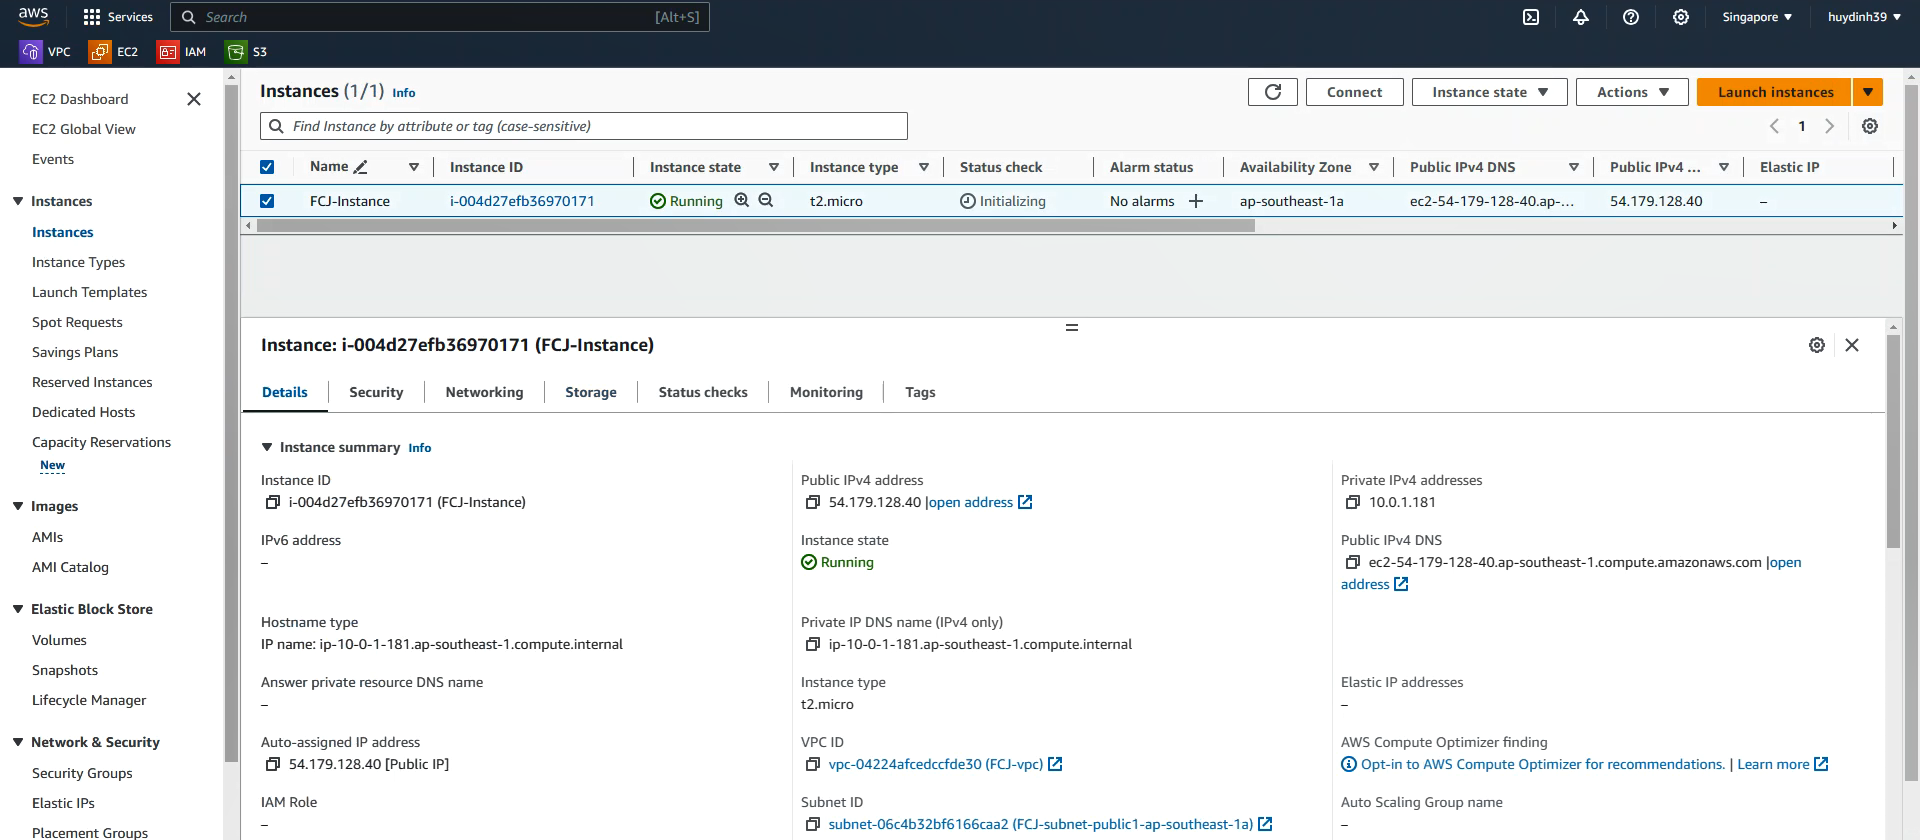 aws Services Search [Alt+S] Singapore huydinh39
VPC EC2 IAM S3
EC2 Dashboard
EC2 Global View
Events
Instances
Instances
Instance Types
Launch Templates
Spot Requests
Savings Plans
Reserved Instances
Dedicated Hosts
Capacity Reservations
New
Images
AMIs
AMI Catalog
Elastic Block Store
Volumes
Snapshots
Lifecycle Manager
Network & Security
Security Groups
Elastic IPs
Placement Groups
Instances (1/1) Info
Connect Instance state Actions Launch instances
Find Instance by attribute or tag (case-sensitive)
1
Name Instance ID Instance state Instance type Status check Alarm status Availability Zone Public IPv4 DNS Public IPv4 ... Elastic IP
FCJ-Instance i-004d27efb36970171 Running t2.micro Initializing No alarms + ap-southeast-1a ec2-54-179-128-40.ap-... 54.179.128.40 –
Instance: i-004d27efb36970171 (FCJ-Instance)
Details Security Networking Storage Status checks Monitoring Tags
Instance summary Info
Instance ID Public IPv4 address Private IPv4 addresses
i-004d27efb36970171 (FCJ-Instance) 54.179.128.40 |open address 10.0.1.181
IPv6 address Instance state Public IPv4 DNS
– Running ec2-54-179-128-40.ap-southeast-1.compute.amazonaws.com |open
address
Hostname type Private IP DNS name (IPv4 only)
IP name: ip-10-0-1-181.ap-southeast-1.compute.internal ip-10-0-1-181.ap-southeast-1.compute.internal
Answer private resource DNS name Instance type Elastic IP addresses
– t2.micro –
Auto-assigned IP address VPC ID AWS Compute Optimizer finding
54.179.128.40 [Public IP] vpc-04224afcedccfde30 (FCJ-vpc) Opt-in to AWS Compute Optimizer for recommendations. | Learn more
IAM Role Subnet ID Auto Scaling Group name
– subnet-06c4b32bf6166caa2 (FCJ-subnet-public1-ap-southeast-1a) –